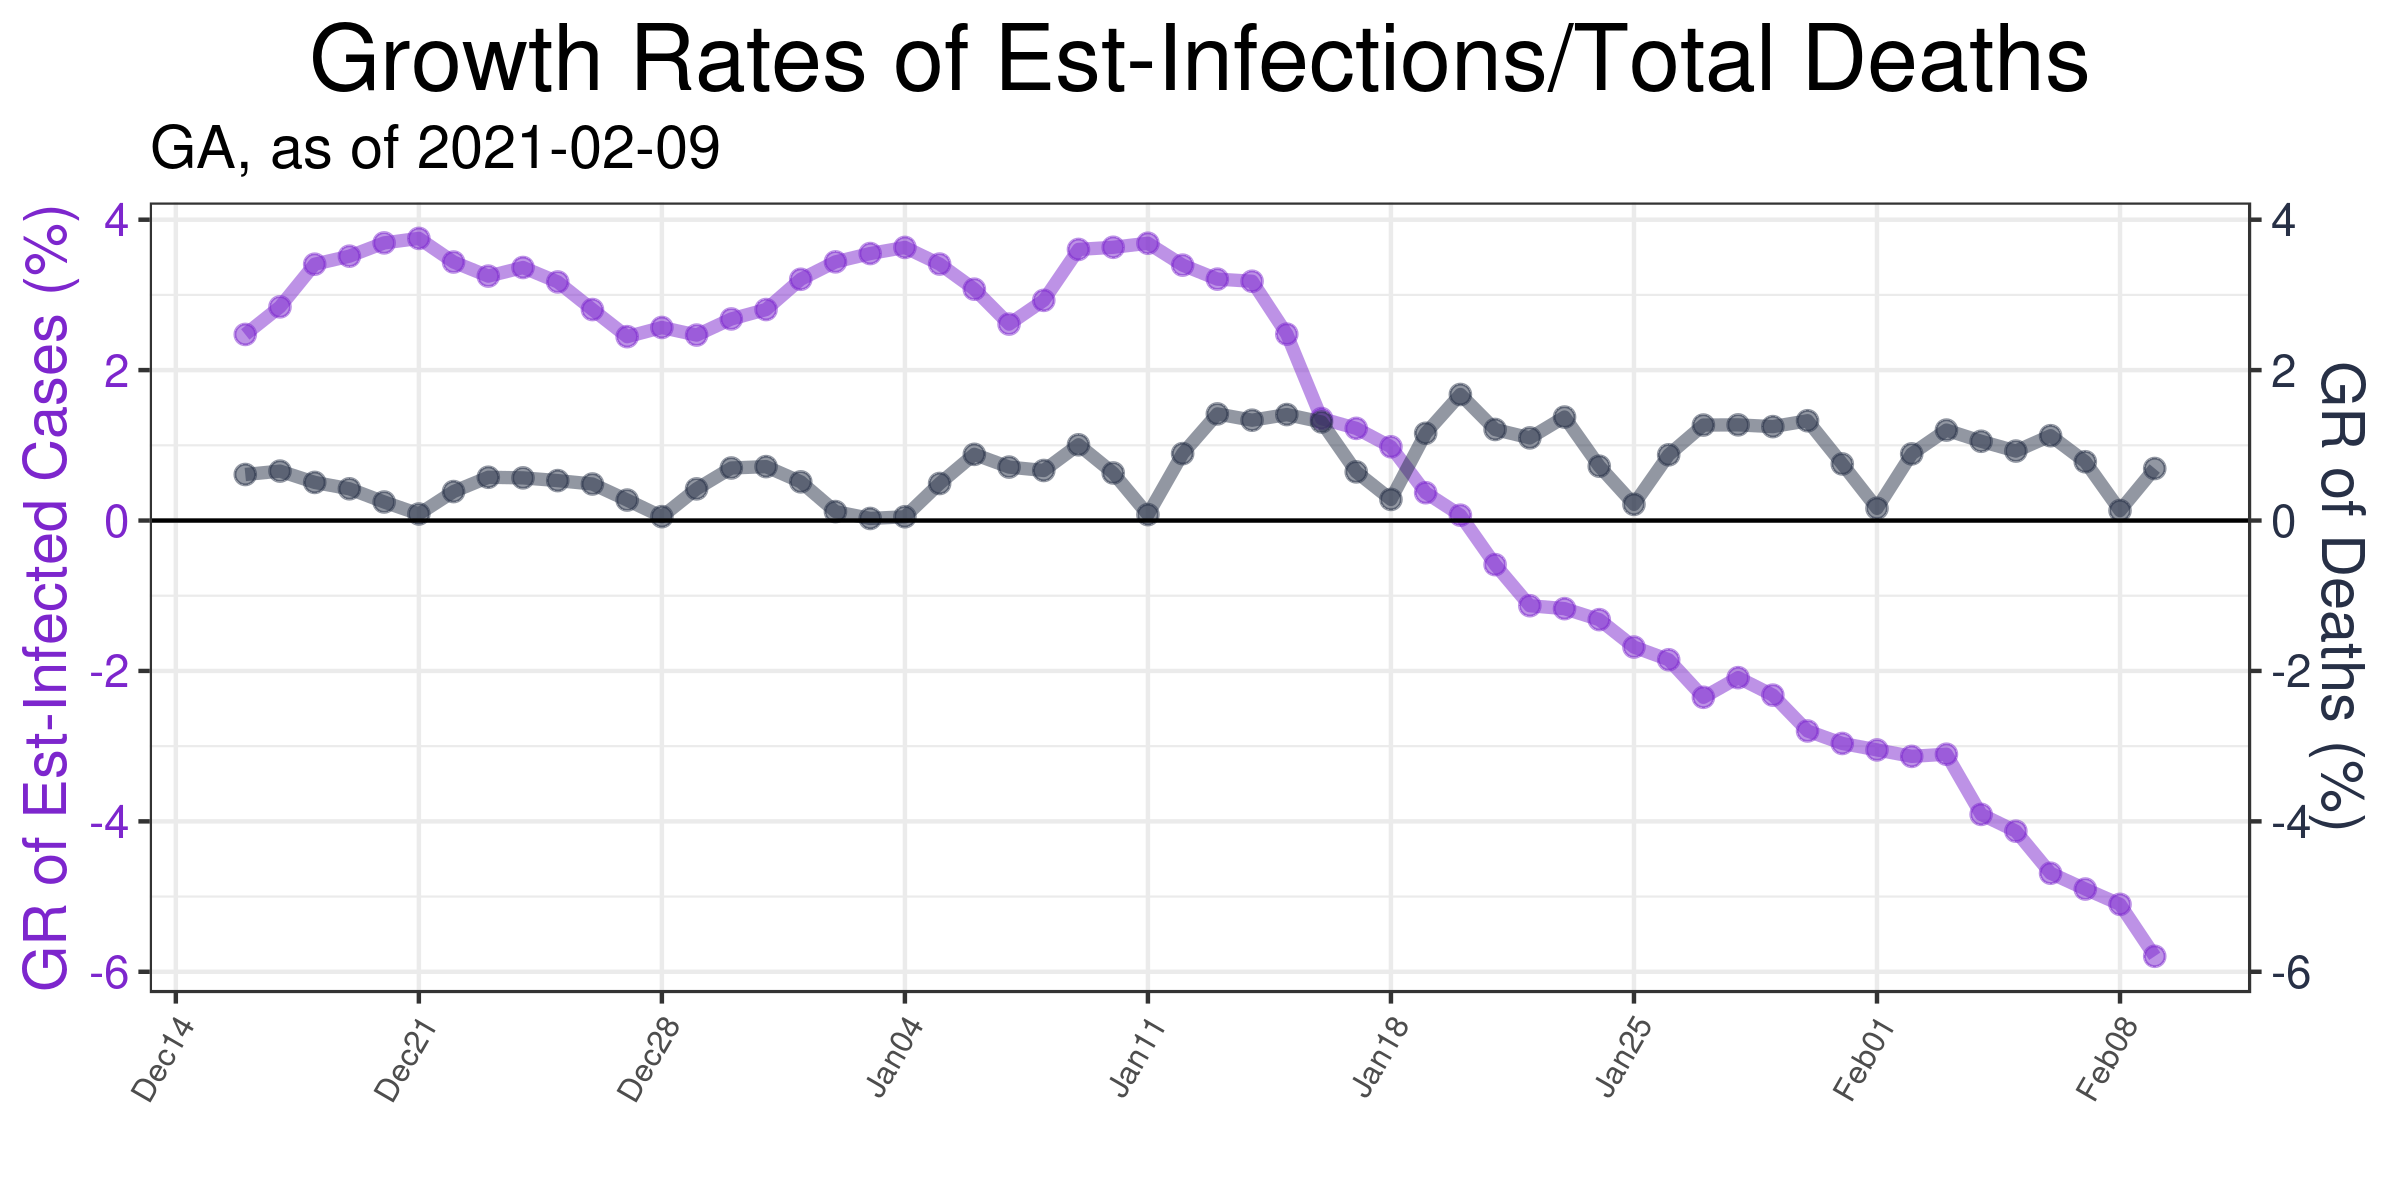 Growth Rates of Est-Infections/Total Deaths
GA, as of 2021-02-09
GR of Est-Infected Cases (%)
4
2
0
-2
-4
-6
4
2
0
-2
-4
-6
GR of Deaths (%)
Dec14
Dec21
Dec28
Jan04
Jan11
Jan18
Jan25
Feb01
Feb08